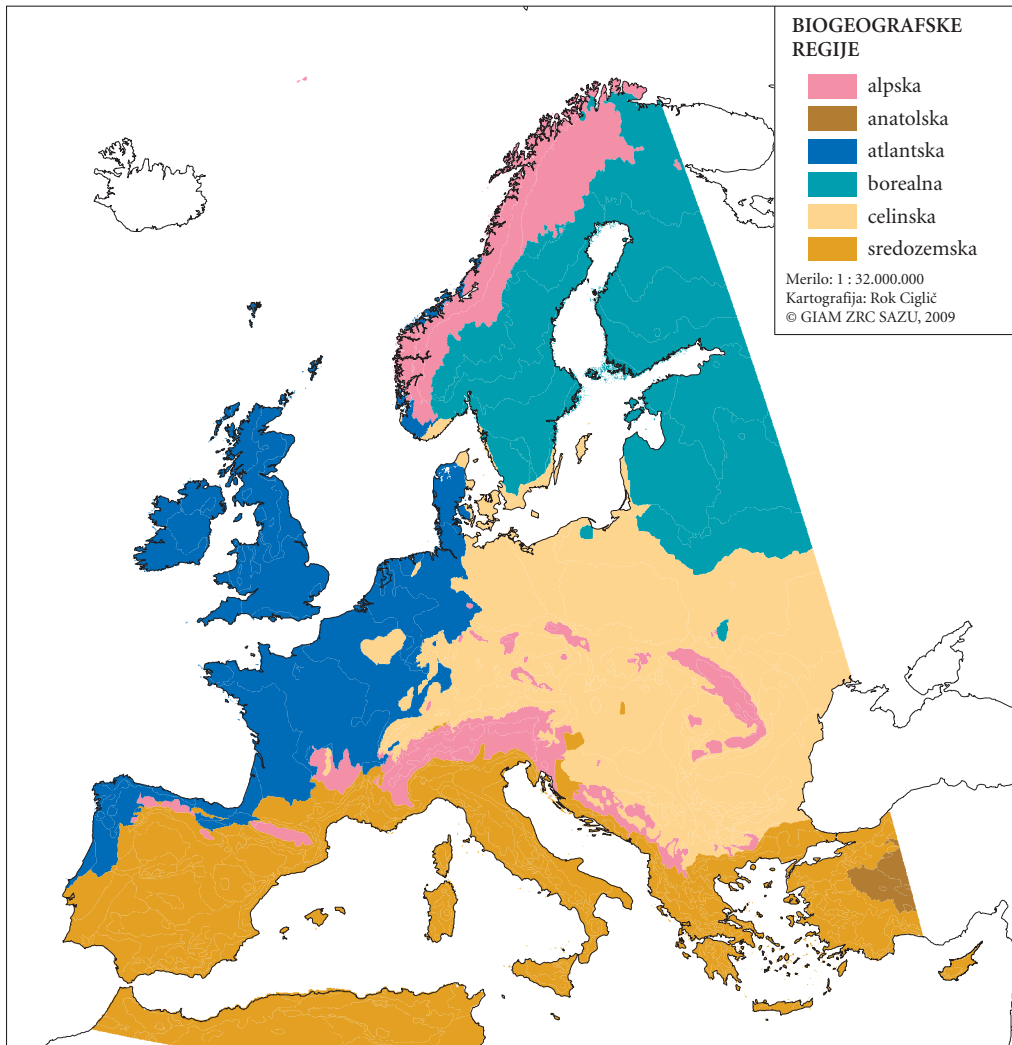 BIOGEOGRAFSKE
REGIJE
alpska
anatolska
atlantska
borealna
celinska
sredozemska
Merilo: 1 : 32.000.000
Kartografija: Rok Ciglič
© GIAM ZRC SAZU, 2009